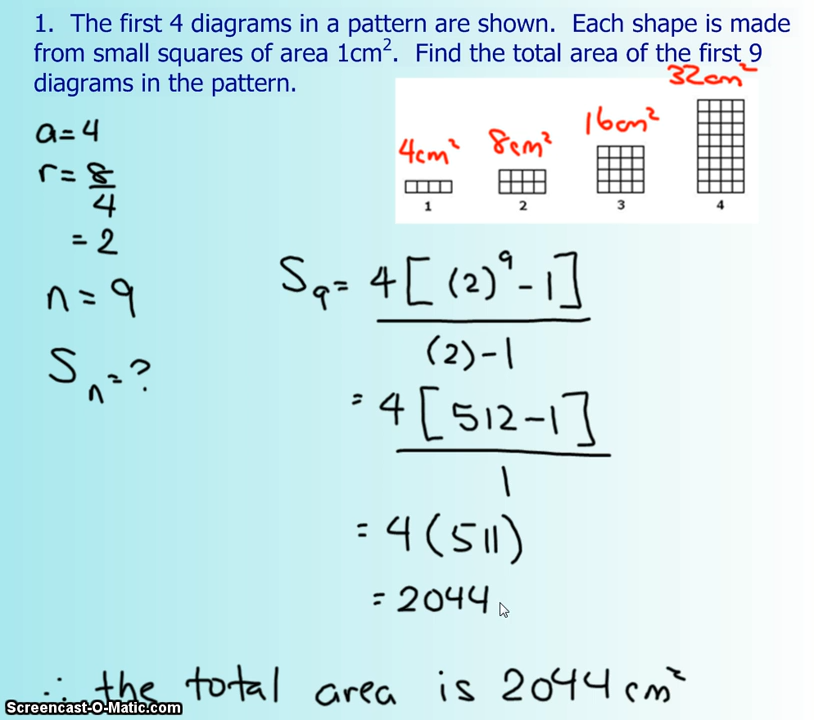 1. The first 4 diagrams in a pattern are shown. Each shape is made
from small squares of area 1cm². Find the total area of the first 9
diagrams in the pattern.
4cm² 8cm² 16cm² 32cm²
1 2 3 4
a=4
r= 8/4
= 2
n = 9
Sn=?
S9= 4[(2)⁹-1]
(2)-1
= 4[512-1]
1
= 4(511)
= 2044
∴ the total area is 2044cm²
Screencast-O-Matic.com